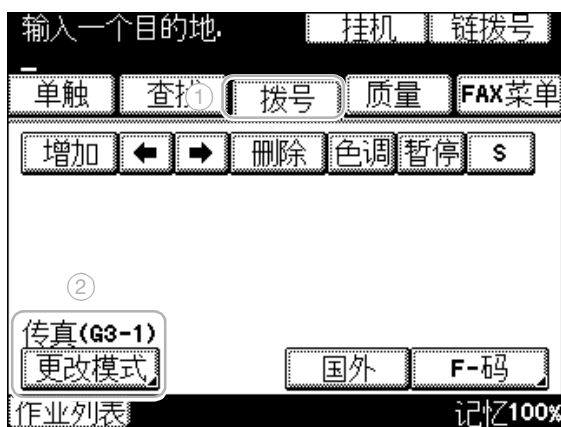 输入一个目的地. 挂机 链拨号
单触 查找 ① 拨号 质量 FAX菜单
增加 ← → 删除 色调 暂停 S
②
传真(G3-1)
更改模式 国外 F-码
作业列表 记忆100%